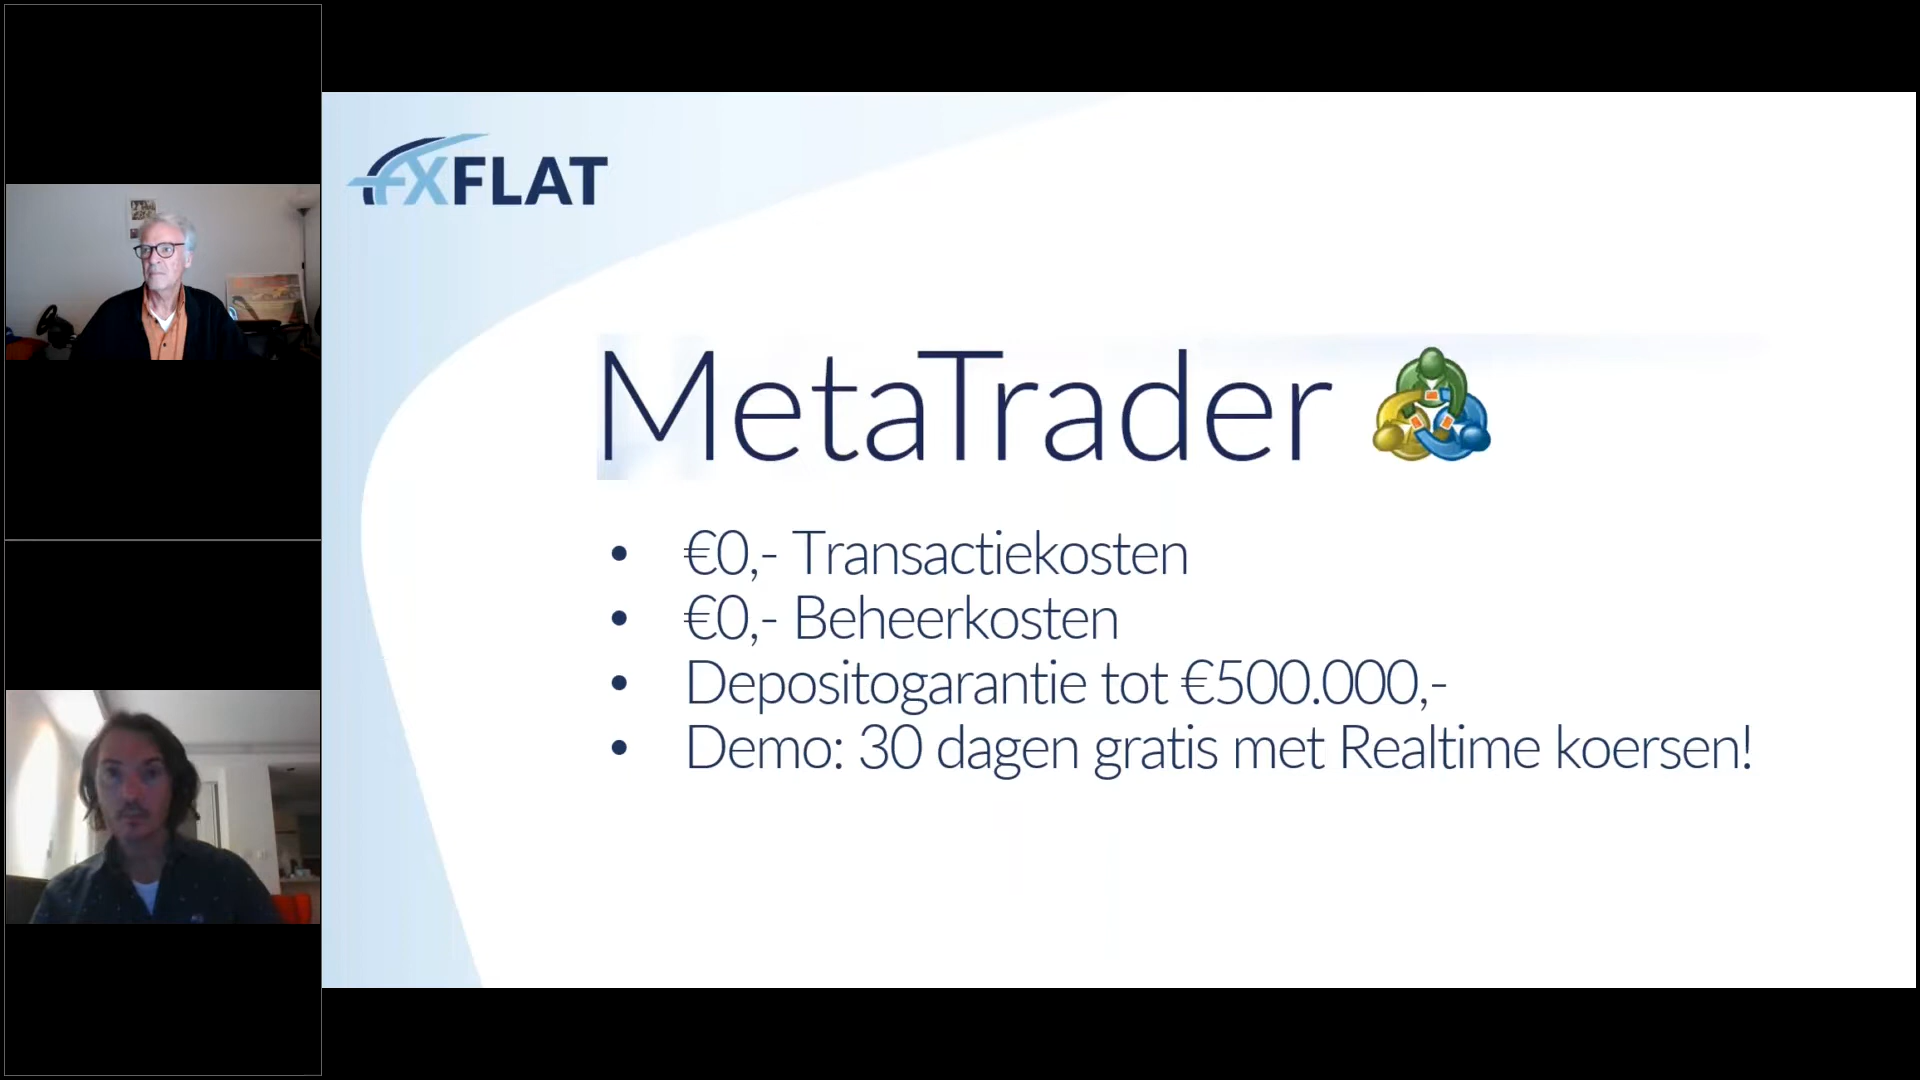 FXFLAT
MetaTrader
• €0,- Transactiekosten
• €0,- Beheerkosten
• Depositogarantie tot €500.000,-
• Demo: 30 dagen gratis met Realtime koersen!